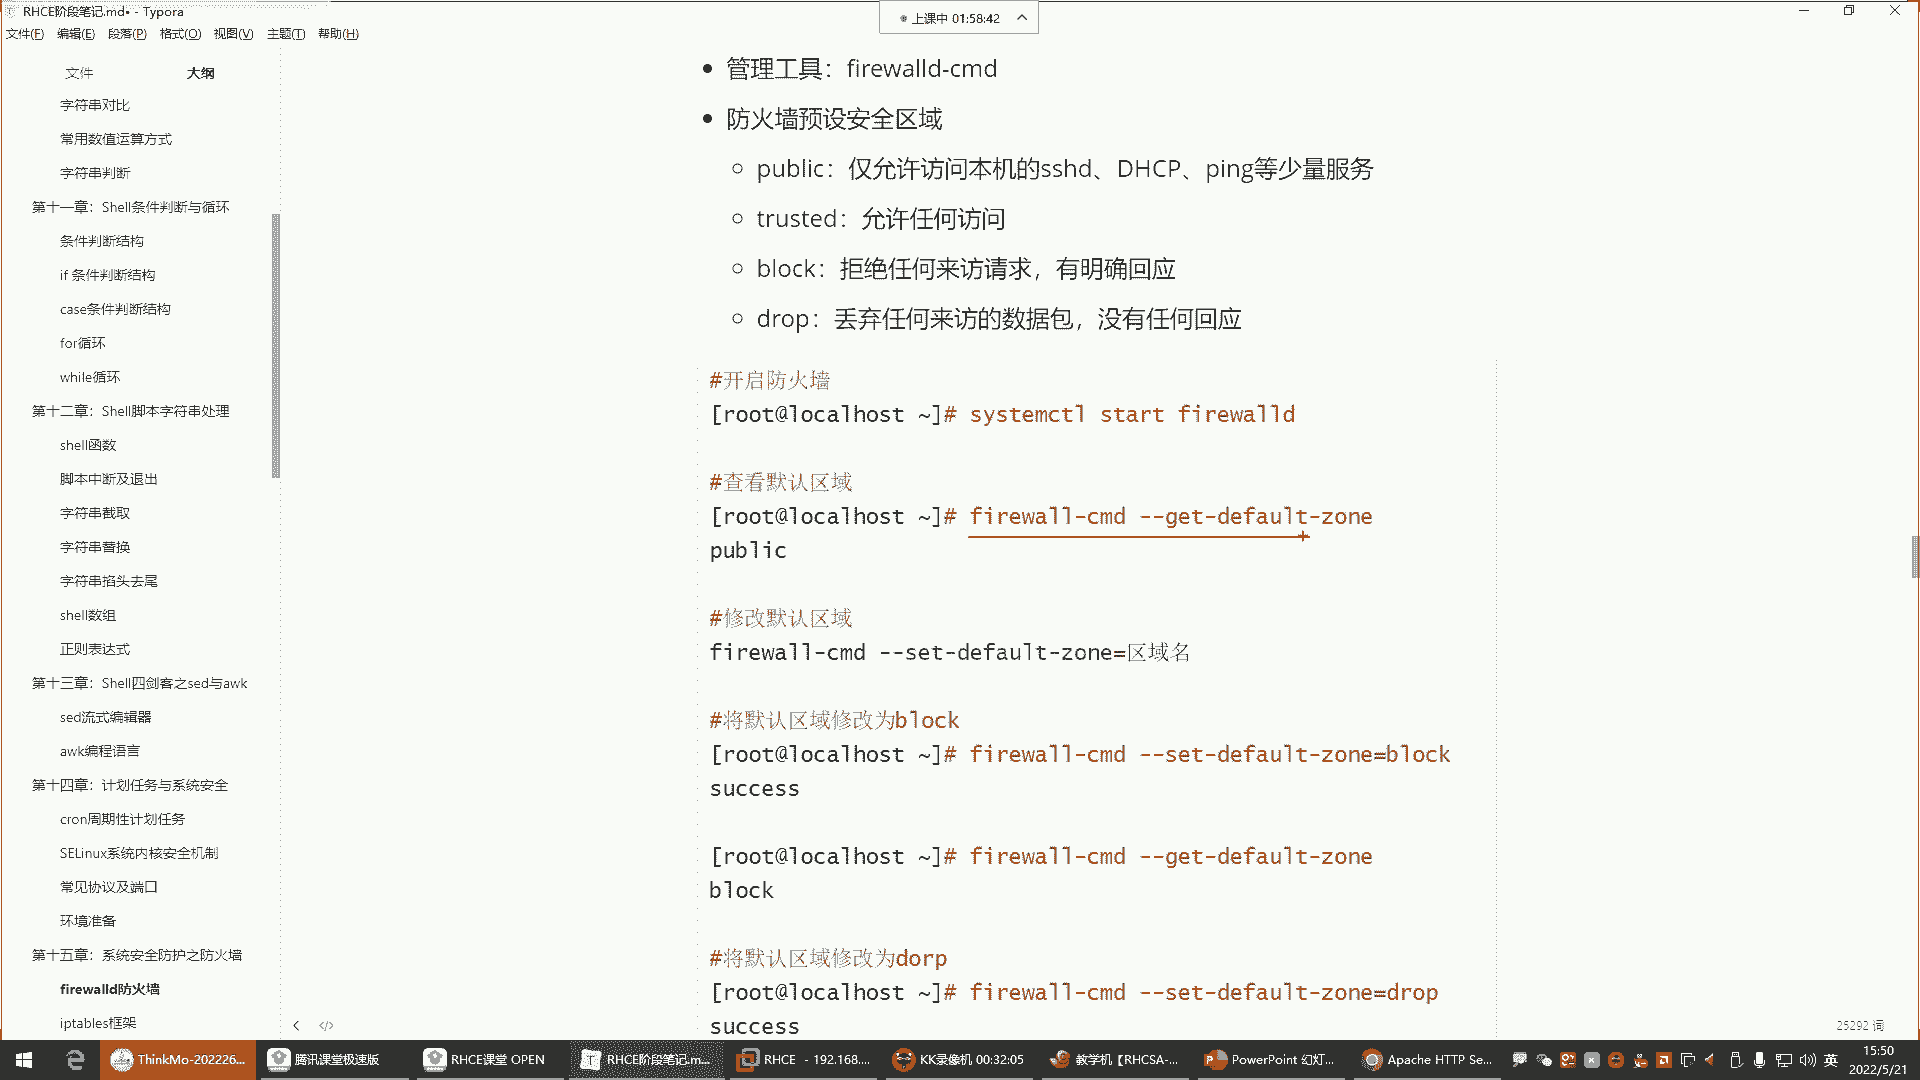 RHCE阶段笔记.md• - Typora
上课中 01:58:42
文件(F) 编辑(E) 段落(P) 格式(O) 视图(V) 主题(T) 帮助(H)
文件 大纲
字符串对比
常用数值运算方式
字符串判断
第十一章：Shell条件判断与循环
条件判断结构
if 条件判断结构
case条件判断结构
for循环
while循环
第十二章：Shell脚本字符串处理
shell函数
脚本中断及退出
字符串截取
字符串替换
字符串掐头去尾
shell数组
正则表达式
第十三章：Shell四剑客之sed与awk
sed流式编辑器
awk编程语言
第十四章：计划任务与系统安全
cron周期性计划任务
SELinux系统内核安全机制
常见协议及端口
环境准备
第十五章：系统安全防护之防火墙
firewalld防火墙
iptables框架
管理工具：firewalld-cmd
防火墙预设安全区域
public：仅允许访问本机的sshd、DHCP、ping等少量服务
trusted：允许任何访问
block：拒绝任何来访请求，有明确回应
drop：丢弃任何来访的数据包，没有任何回应
#开启防火墙
[root@localhost ~]# systemctl start firewalld
#查看默认区域
[root@localhost ~]# firewall-cmd --get-default-zone
public
#修改默认区域
firewall-cmd --set-default-zone=区域名
#将默认区域修改为block
[root@localhost ~]# firewall-cmd --set-default-zone=block
success
[root@localhost ~]# firewall-cmd --get-default-zone
block
#将默认区域修改为dorp
[root@localhost ~]# firewall-cmd --set-default-zone=drop
success
25292 词
ThinkMo-202226... 腾讯课堂极速版 RHCE课堂 OPEN RHCE阶段笔记.m... RHCE - 192.168.... KK录像机 00:32:05 教学机【RHCSA-... PowerPoint 幻灯... Apache HTTP Se... 英
15:50
2022/5/21